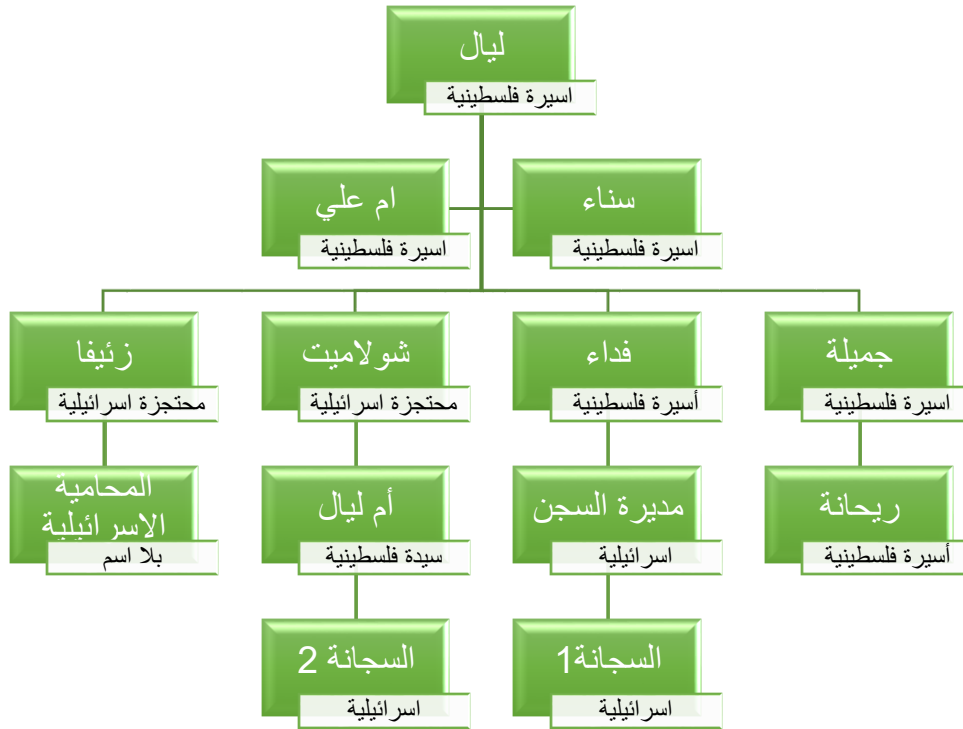 ليال
اسيرة فلسطينية
سناء
اسيرة فلسطينية
ام علي
اسيرة فلسطينية
جميلة
اسيرة فلسطينية
فداء
أسيرة فلسطينية
شولاميت
محتجزة اسرائيلية
زئيفا
محتجزة اسرائيلية
ريحانة
أسيرة فلسطينية
مديرة السجن
اسرائيلية
أم ليال
سيدة فلسطينية
المحامية
الاسرائيلية
بلا اسم
السجانة1
اسرائيلية
السجانة 2
اسرائيلية